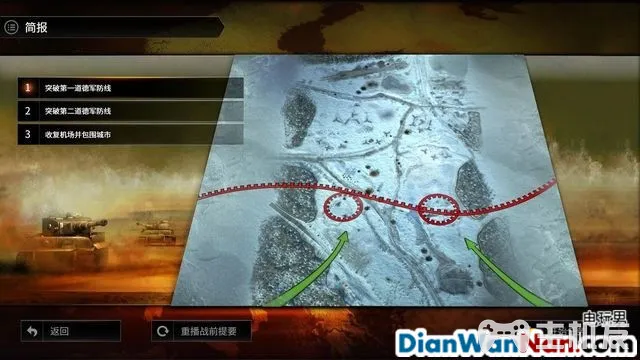 简报
1 突破第一道德军防线
2 突破第二道德军防线
3 收复机场并包围城市
返回
重播战前提要
电玩男
DianWanNan.com